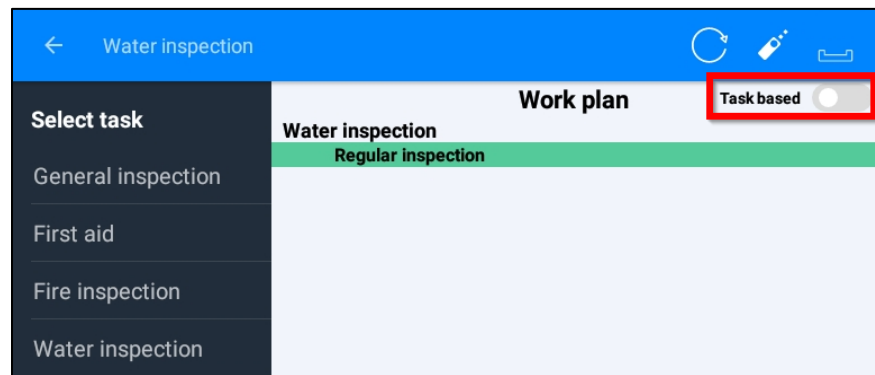 Water inspection
Select task
General inspection
First aid
Fire inspection
Water inspection
Work plan
Task based
Water inspection
Regular inspection